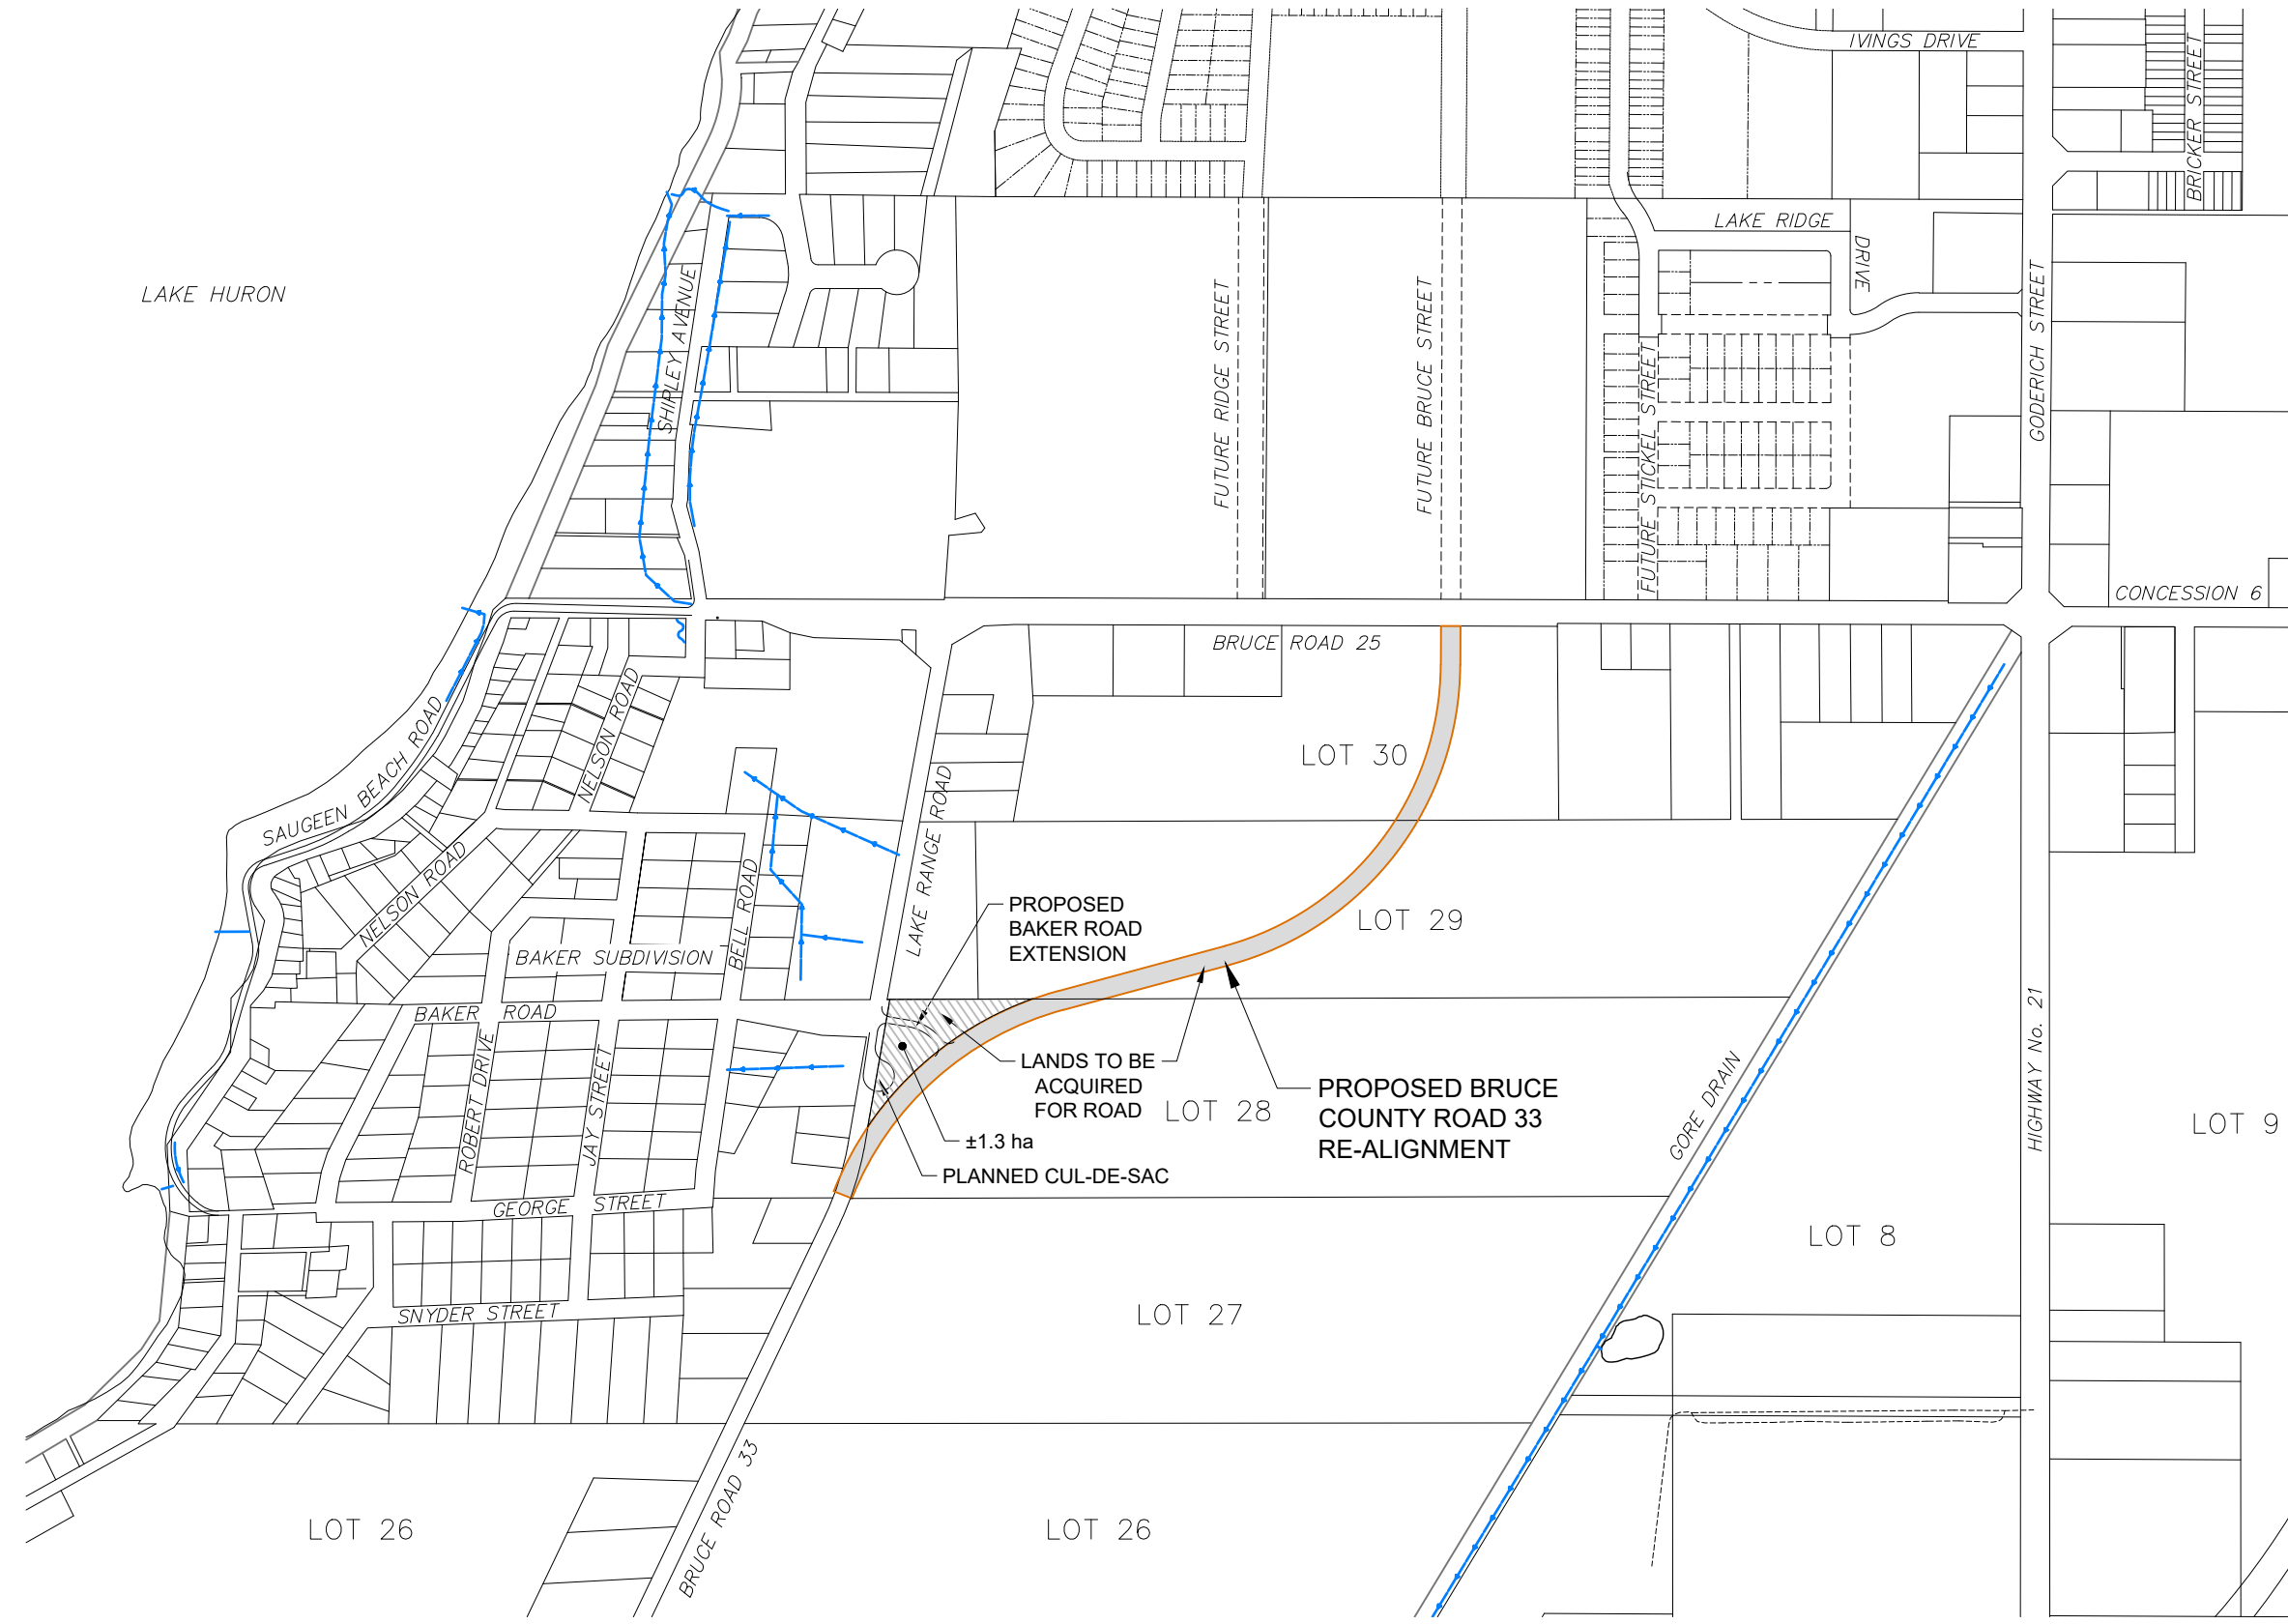 IVINGS DRIVE
BRICKER STREET
LAKE RIDGE
DRIVE
LAKE HURON
SHIPLEY AVENUE
FUTURE RIDGE STREET
FUTURE BRUCE STREET
FUTURE STICKEL STREET
GODERICH STREET
CONCESSION 6
BRUCE ROAD 25
NELSON ROAD
SAUGEEN BEACH ROAD
LOT 30
LAKE RANGE ROAD
NELSON ROAD
BELL ROAD
PROPOSED
BAKER ROAD
EXTENSION
LOT 29
BAKER SUBDIVISION
BAKER ROAD
ROBERT DRIVE
JAY STREET
LANDS TO BE
ACQUIRED
FOR ROAD
LOT 28
PROPOSED BRUCE
COUNTY ROAD 33
RE-ALIGNMENT
GORE DRAIN
HIGHWAY No. 21
LOT 9
±1.3 ha
PLANNED CUL-DE-SAC
GEORGE STREET
LOT 8
SNYDER STREET
LOT 27
BRUCE ROAD 33
LOT 26
LOT 26